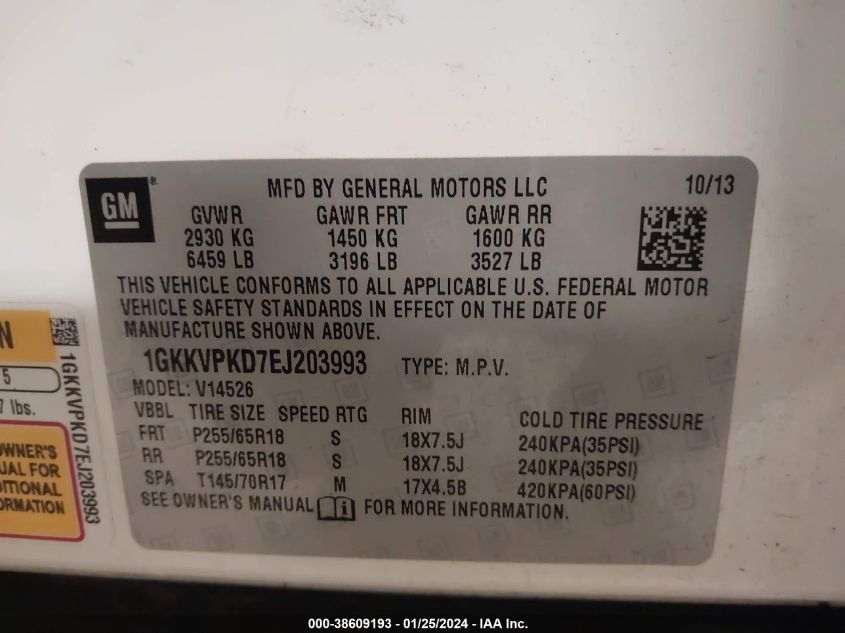 GM®
MFD BY GENERAL MOTORS LLC 10/13
GVWR GAWR FRT GAWR RR
2930 KG 1450 KG 1600 KG
6459 LB 3196 LB 3527 LB
THIS VEHICLE CONFORMS TO ALL APPLICABLE U.S. FEDERAL MOTOR
VEHICLE SAFETY STANDARDS IN EFFECT ON THE DATE OF
MANUFACTURE SHOWN ABOVE.
1GKKVPKD7EJ203993 TYPE: M.P.V.
MODEL: V14526
VBBL TIRE SIZE SPEED RTG RIM COLD TIRE PRESSURE
FRT P255/65R18 S 18X7.5J 240KPA(35PSI)
RR P255/65R18 S 18X7.5J 240KPA(35PSI)
SPA T145/70R17 M 17X4.5B 420KPA(60PSI)
SEE OWNER'S MANUAL i FOR MORE INFORMATION.
N
5
7 lbs.
OWNER'S
UAL FOR
DITIONAL
ORMATION
1GKKVPKD7EJ203993
000-38609193 - 01/25/2024 - IAA Inc.